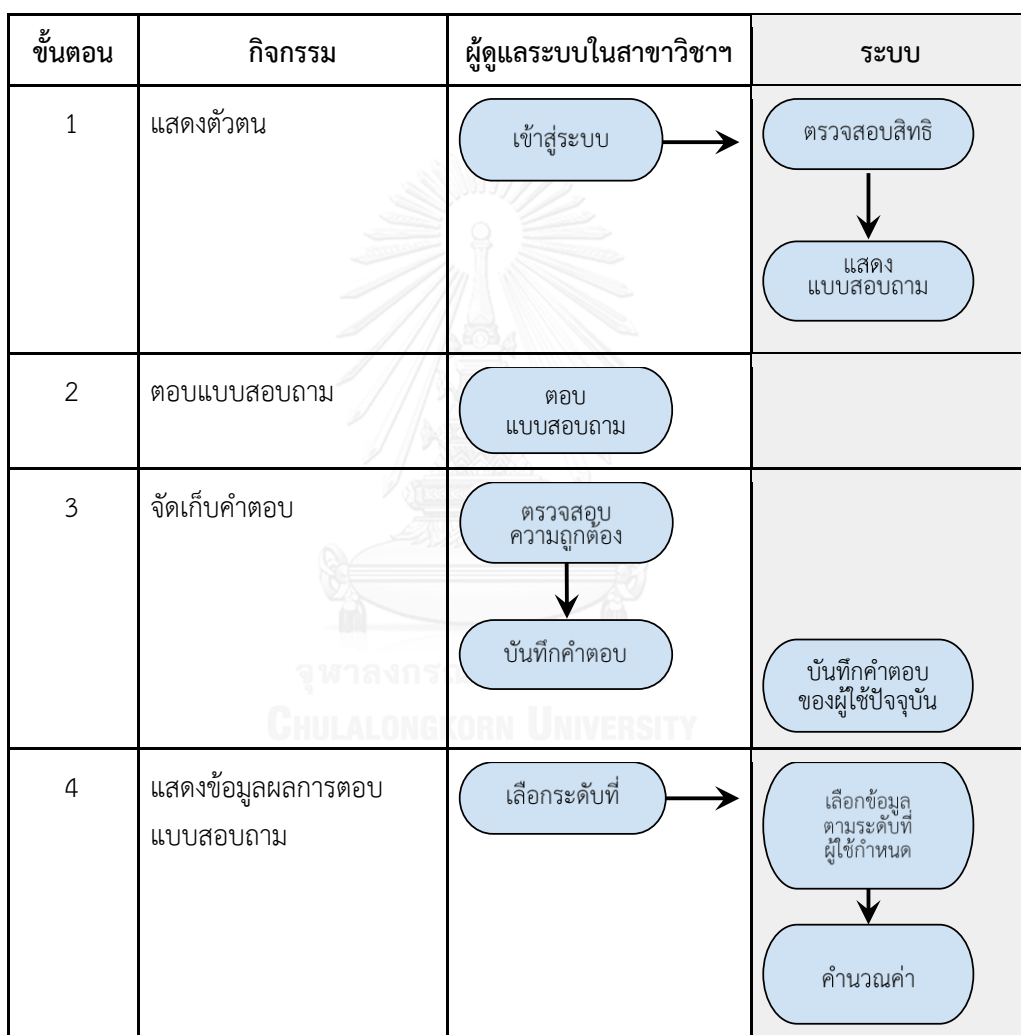 ขั้นตอน กิจกรรม ผู้ดูแลระบบในสาขาวิชาฯ ระบบ
1 แสดงตัวตน เข้าสู่ระบบ ตรวจสอบสิทธิ
แสดง
แบบสอบถาม
2 ตอบแบบสอบถาม ตอบ
แบบสอบถาม
3 จัดเก็บคำตอบ ตรวจสอบ
ความถูกต้อง
บันทึกคำตอบ บันทึกคำตอบ
ของผู้ใช้ปัจจุบัน
CHULALONGKORN UNIVERSITY
4 แสดงข้อมูลผลการตอบ
แบบสอบถาม
เลือกระดับที่ เลือกข้อมูล
ตามระดับที่
ผู้ใช้กำหนด
คำนวณค่า